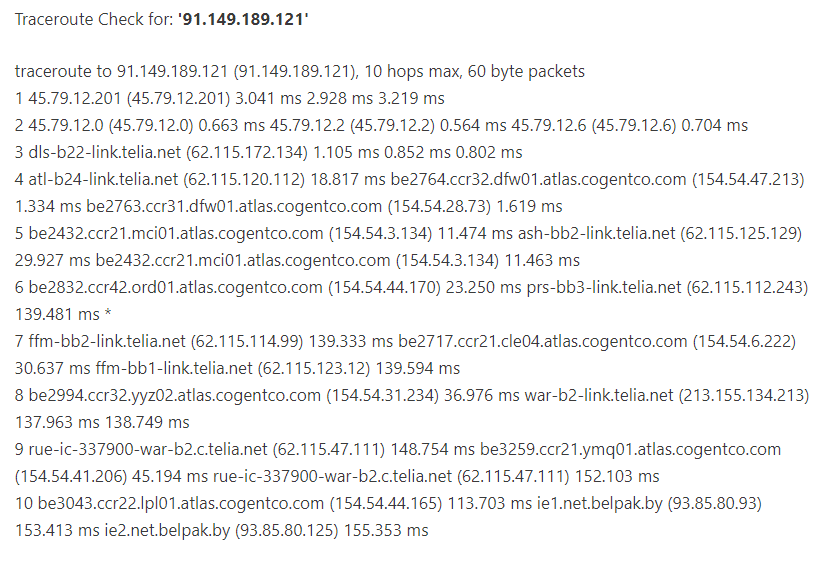 Traceroute Check for: '91.149.189.121'
traceroute to 91.149.189.121 (91.149.189.121), 10 hops max, 60 byte packets
1 45.79.12.201 (45.79.12.201) 3.041 ms 2.928 ms 3.219 ms
2 45.79.12.0 (45.79.12.0) 0.663 ms 45.79.12.2 (45.79.12.2) 0.564 ms 45.79.12.6 (45.79.12.6) 0.704 ms
3 dls-b22-link.telia.net (62.115.172.134) 1.105 ms 0.852 ms 0.802 ms
4 atl-b24-link.telia.net (62.115.120.112) 18.817 ms be2764.ccr32.dfw01.atlas.cogentco.com (154.54.47.213)
1.334 ms be2763.ccr31.dfw01.atlas.cogentco.com (154.54.28.73) 1.619 ms
5 be2432.ccr21.mci01.atlas.cogentco.com (154.54.3.134) 11.474 ms ash-bb2-link.telia.net (62.115.125.129)
29.927 ms be2432.ccr21.mci01.atlas.cogentco.com (154.54.3.134) 11.463 ms
6 be2832.ccr42.ord01.atlas.cogentco.com (154.54.44.170) 23.250 ms prs-bb3-link.telia.net (62.115.112.243)
139.481 ms *
7 ffm-bb2-link.telia.net (62.115.114.99) 139.333 ms be2717.ccr21.cle04.atlas.cogentco.com (154.54.6.222)
30.637 ms ffm-bb1-link.telia.net (62.115.123.12) 139.594 ms
8 be2994.ccr32.yyz02.atlas.cogentco.com (154.54.31.234) 36.976 ms war-b2-link.telia.net (213.155.134.213)
137.963 ms 138.749 ms
9 rue-ic-337900-war-b2.c.telia.net (62.115.47.111) 148.754 ms be3259.ccr21.ymq01.atlas.cogentco.com
(154.54.41.206) 45.194 ms rue-ic-337900-war-b2.c.telia.net (62.115.47.111) 152.103 ms
10 be3043.ccr22.lpl01.atlas.cogentco.com (154.54.44.165) 113.703 ms ie1.net.belpak.by (93.85.80.93)
153.413 ms ie2.net.belpak.by (93.85.80.125) 155.353 ms